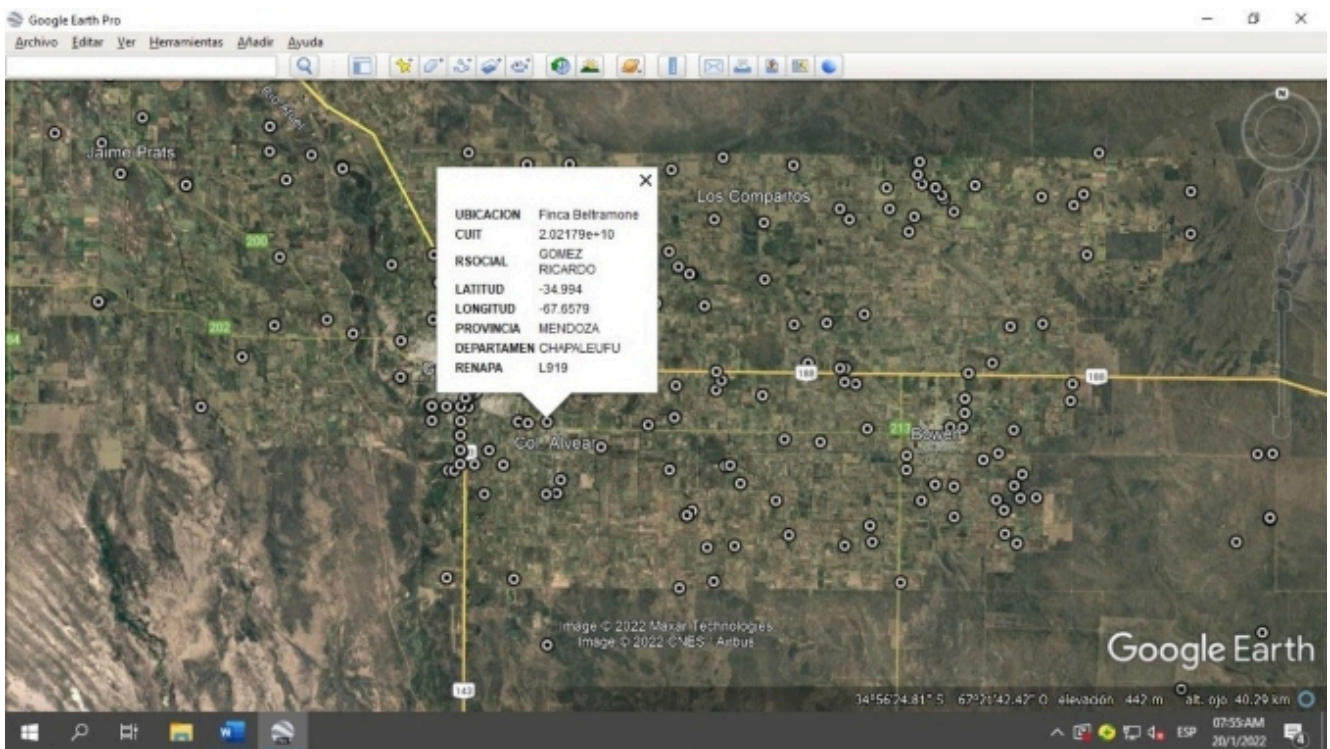 Google Earth Pro
Archivo Editar Ver Herramientas Añadir Ayuda
N
Río Atuel
Jaime Prats
Los Compartos
UBICACION Finca Beltramone
CUIT 2.02179e+10
RSOCIAL GOMEZ RICARDO
LATITUD -34.994
LONGITUD -67.6579
PROVINCIA MENDOZA
DEPARTAMEN CHAPALEUFU
RENAPA L919
200
202
188
188
213
Bowen
Col. Alvear
143
Image © 2022 Maxar Technologies
Image © 2022 CNES / Airbus
Google Earth
34°56'24.81" S 67°21'42.42" O elevación 442 m alt. ojo 40.29 km
ESP
07:55 AM
20/1/2022
4